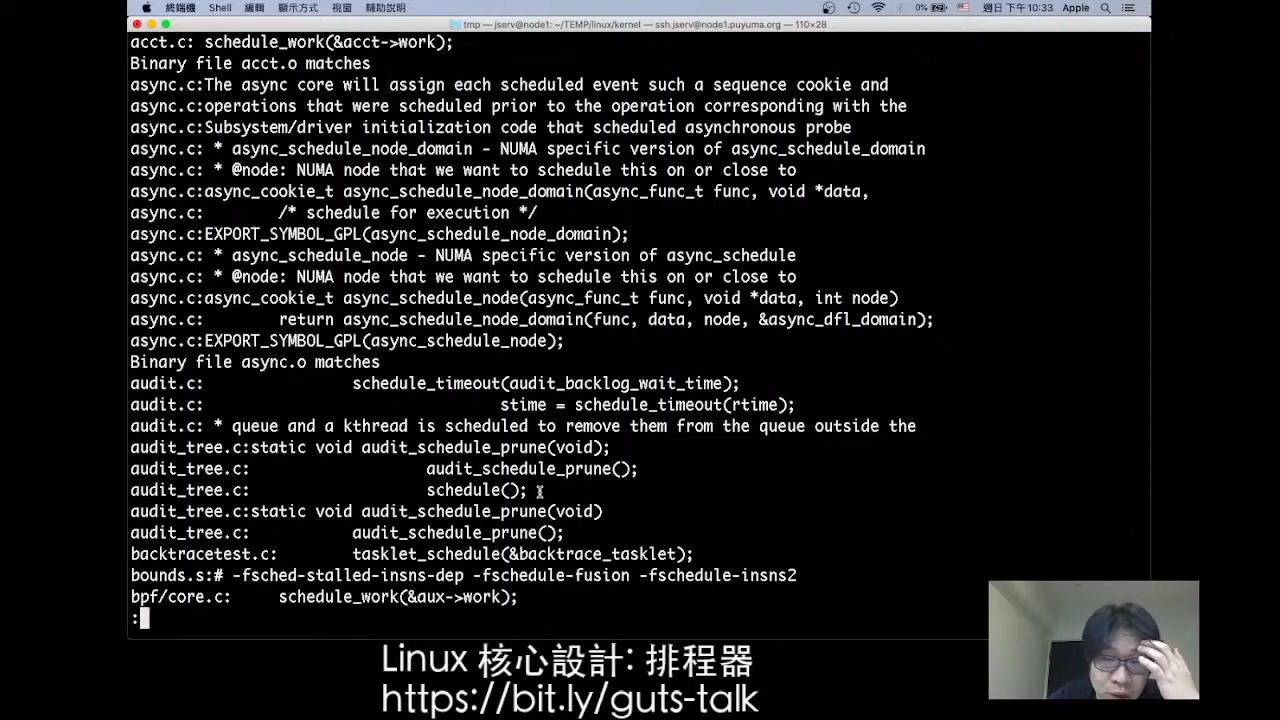 終端機 Shell 編輯 顯示方式 視窗 輔助說明 0% 週日 下午10:33 Apple
tmp — jserv@node1: ~/TEMP/linux/kernel — ssh jserv@node1.puyuma.org — 110×28
acct.c: schedule_work(&acct->work);
Binary file acct.o matches
async.c:The async core will assign each scheduled event such a sequence cookie and
async.c:operations that were scheduled prior to the operation corresponding with the
async.c:Subsystem/driver initialization code that scheduled asynchronous probe
async.c: * async_schedule_node_domain - NUMA specific version of async_schedule_domain
async.c: * @node: NUMA node that we want to schedule this on or close to
async.c:async_cookie_t async_schedule_node_domain(async_func_t func, void *data,
async.c: /* schedule for execution */
async.c:EXPORT_SYMBOL_GPL(async_schedule_node_domain);
async.c: * async_schedule_node - NUMA specific version of async_schedule
async.c: * @node: NUMA node that we want to schedule this on or close to
async.c:async_cookie_t async_schedule_node(async_func_t func, void *data, int node)
async.c: return async_schedule_node_domain(func, data, node, &async_dfl_domain);
async.c:EXPORT_SYMBOL_GPL(async_schedule_node);
Binary file async.o matches
audit.c: schedule_timeout(audit_backlog_wait_time);
audit.c: stime = schedule_timeout(rtime);
audit.c: * queue and a kthread is scheduled to remove them from the queue outside the
audit_tree.c:static void audit_schedule_prune(void);
audit_tree.c: audit_schedule_prune();
audit_tree.c: schedule();
audit_tree.c:static void audit_schedule_prune(void)
audit_tree.c: audit_schedule_prune();
backtracetest.c: tasklet_schedule(&backtrace_tasklet);
bounds.s:# -fsched-stalled-insns-dep -fschedule-fusion -fschedule-insns2
bpf/core.c: schedule_work(&aux->work);
:
Linux 核心設計: 排程器
https://bit.ly/guts-talk